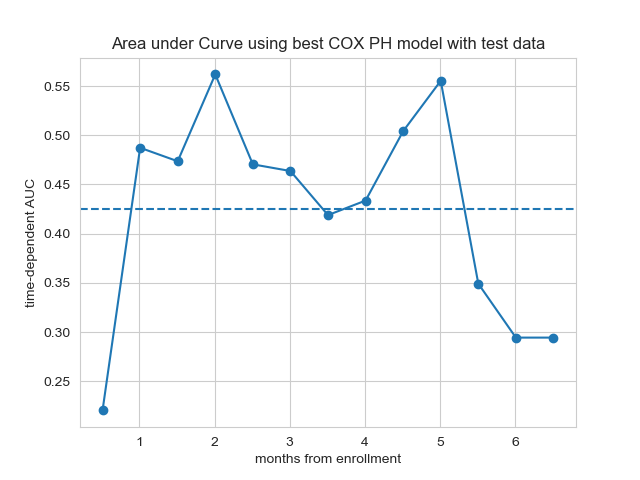 Area under Curve using best COX PH model with test data
0.55
0.50
0.45
0.40
0.35
0.30
0.25
time-dependent AUC
1 2 3 4 5 6
months from enrollment